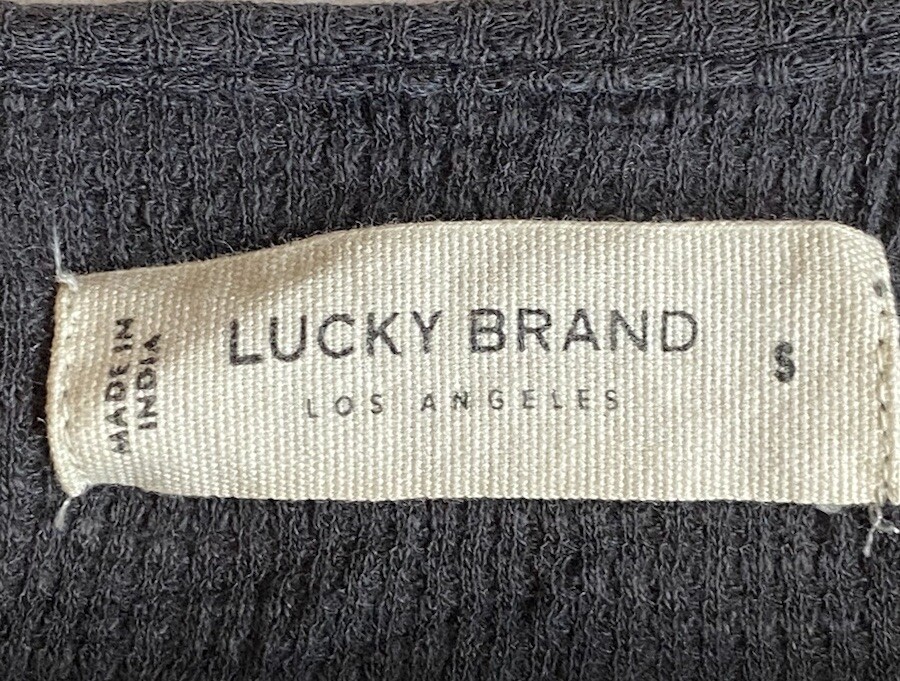 MADE IN
INDIA
LUCKY BRAND
LOS ANGELES
S